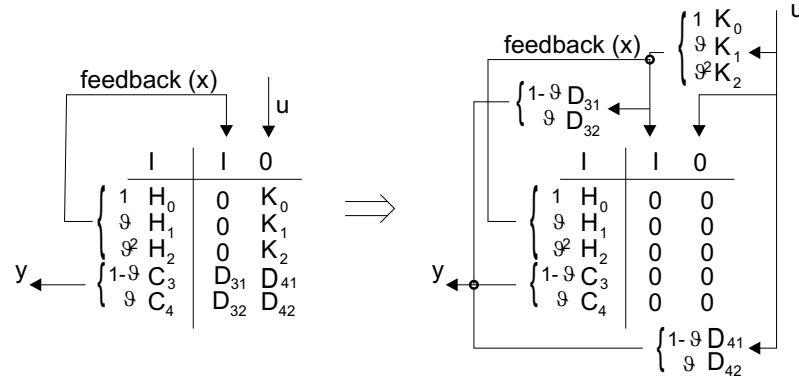 feedback (x)
u
I I 0
1 H₀ 0 K₀
ϑ H₁ 0 K₁
ϑ² H₂ 0 K₂
y
1-ϑ C₃ D₃₁ D₄₁
ϑ C₄ D₃₂ D₄₂
⇒
u
1 K₀
ϑ K₁
ϑ² K₂
feedback (x)
1-ϑ D₃₁
ϑ D₃₂
I I 0
1 H₀ 0 0
ϑ H₁ 0 0
ϑ² H₂ 0 0
y
1-ϑ C₃ 0 0
ϑ C₄ 0 0
1-ϑ D₄₁
ϑ D₄₂